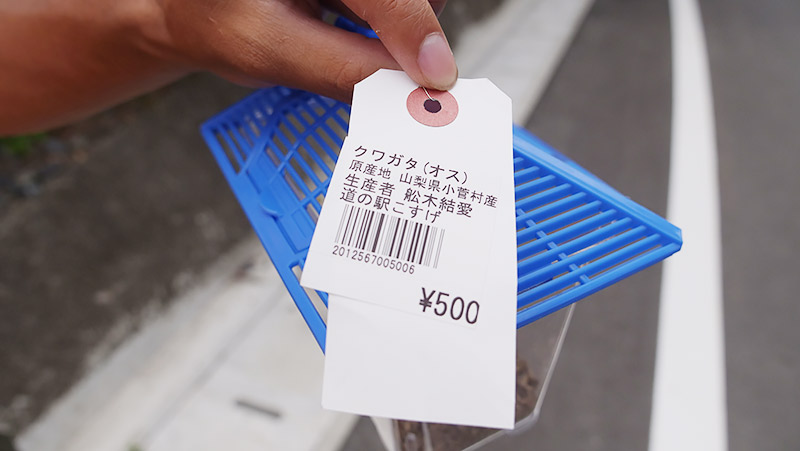 クワガタ(オス)
原産地 山梨県小菅村産
生産者 舩木結愛
道の駅こすげ
2012567005006
¥500